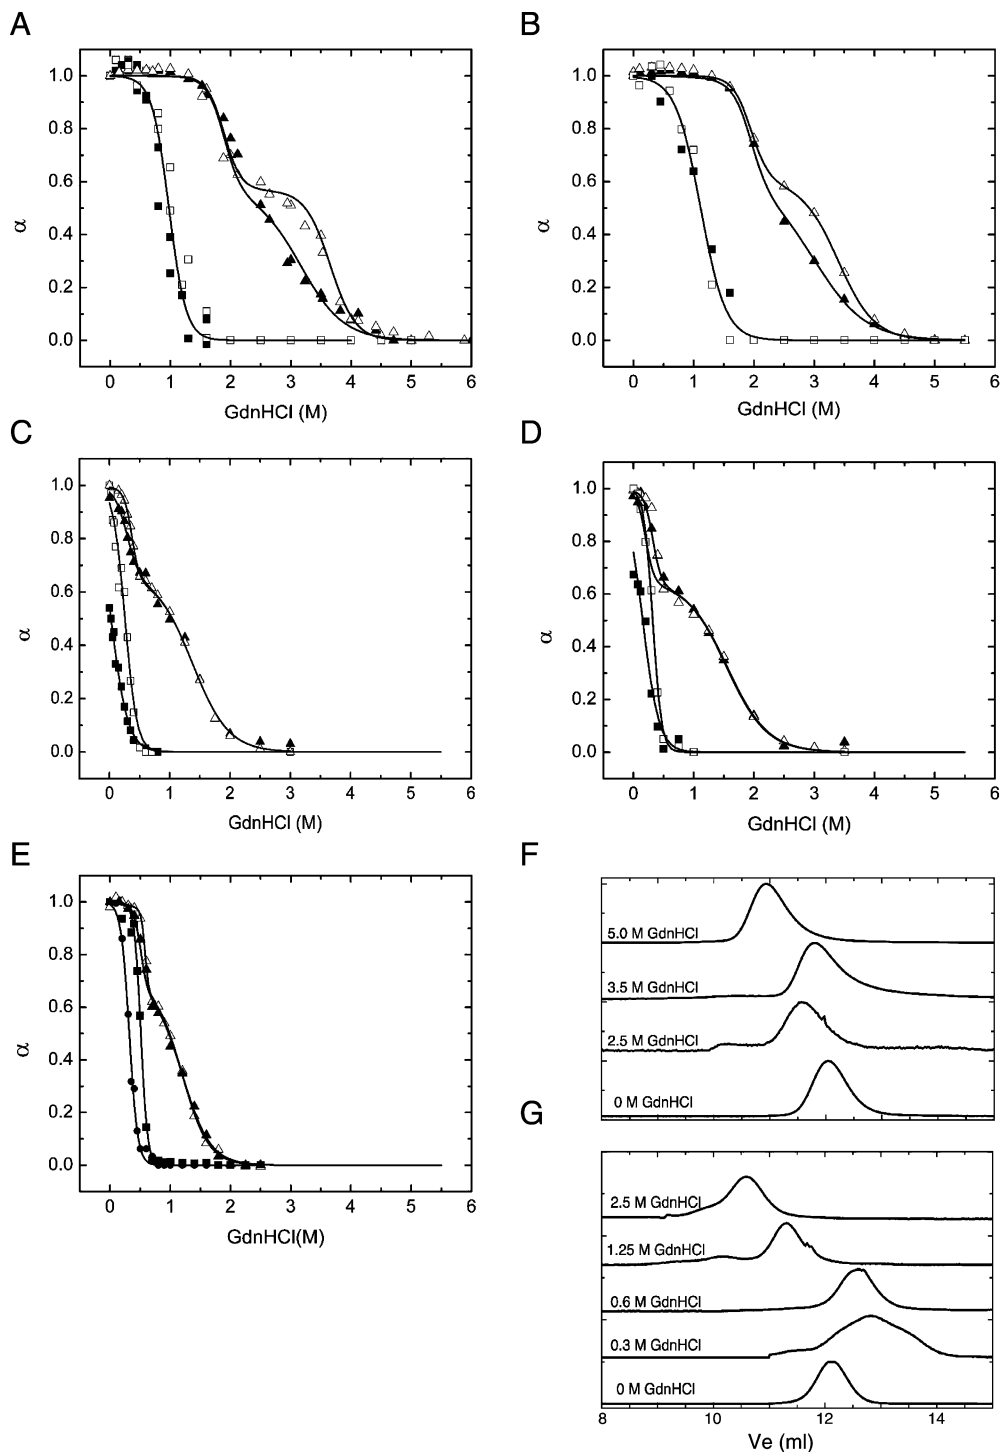 A
B
1.0
0.8
0.6
0.4
0.2
0.0
α
0 1 2 3 4 5 6
GdnHCl (M)
1.0
0.8
0.6
0.4
0.2
0.0
α
0 1 2 3 4 5 6
GdnHCl (M)
C
D
1.0
0.8
0.6
0.4
0.2
0.0
α
0 1 2 3 4 5 6
GdnHCl (M)
1.0
0.8
0.6
0.4
0.2
0.0
α
0 1 2 3 4 5 6
GdnHCl (M)
E
1.0
0.8
0.6
0.4
0.2
0.0
α
0 1 2 3 4 5 6
GdnHCl(M)
F
5.0 M GdnHCl
3.5 M GdnHCl
2.5 M GdnHCl
0 M GdnHCl
G
2.5 M GdnHCl
1.25 M GdnHCl
0.6 M GdnHCl
0.3 M GdnHCl
0 M GdnHCl
8 10 12 14
Ve (ml)